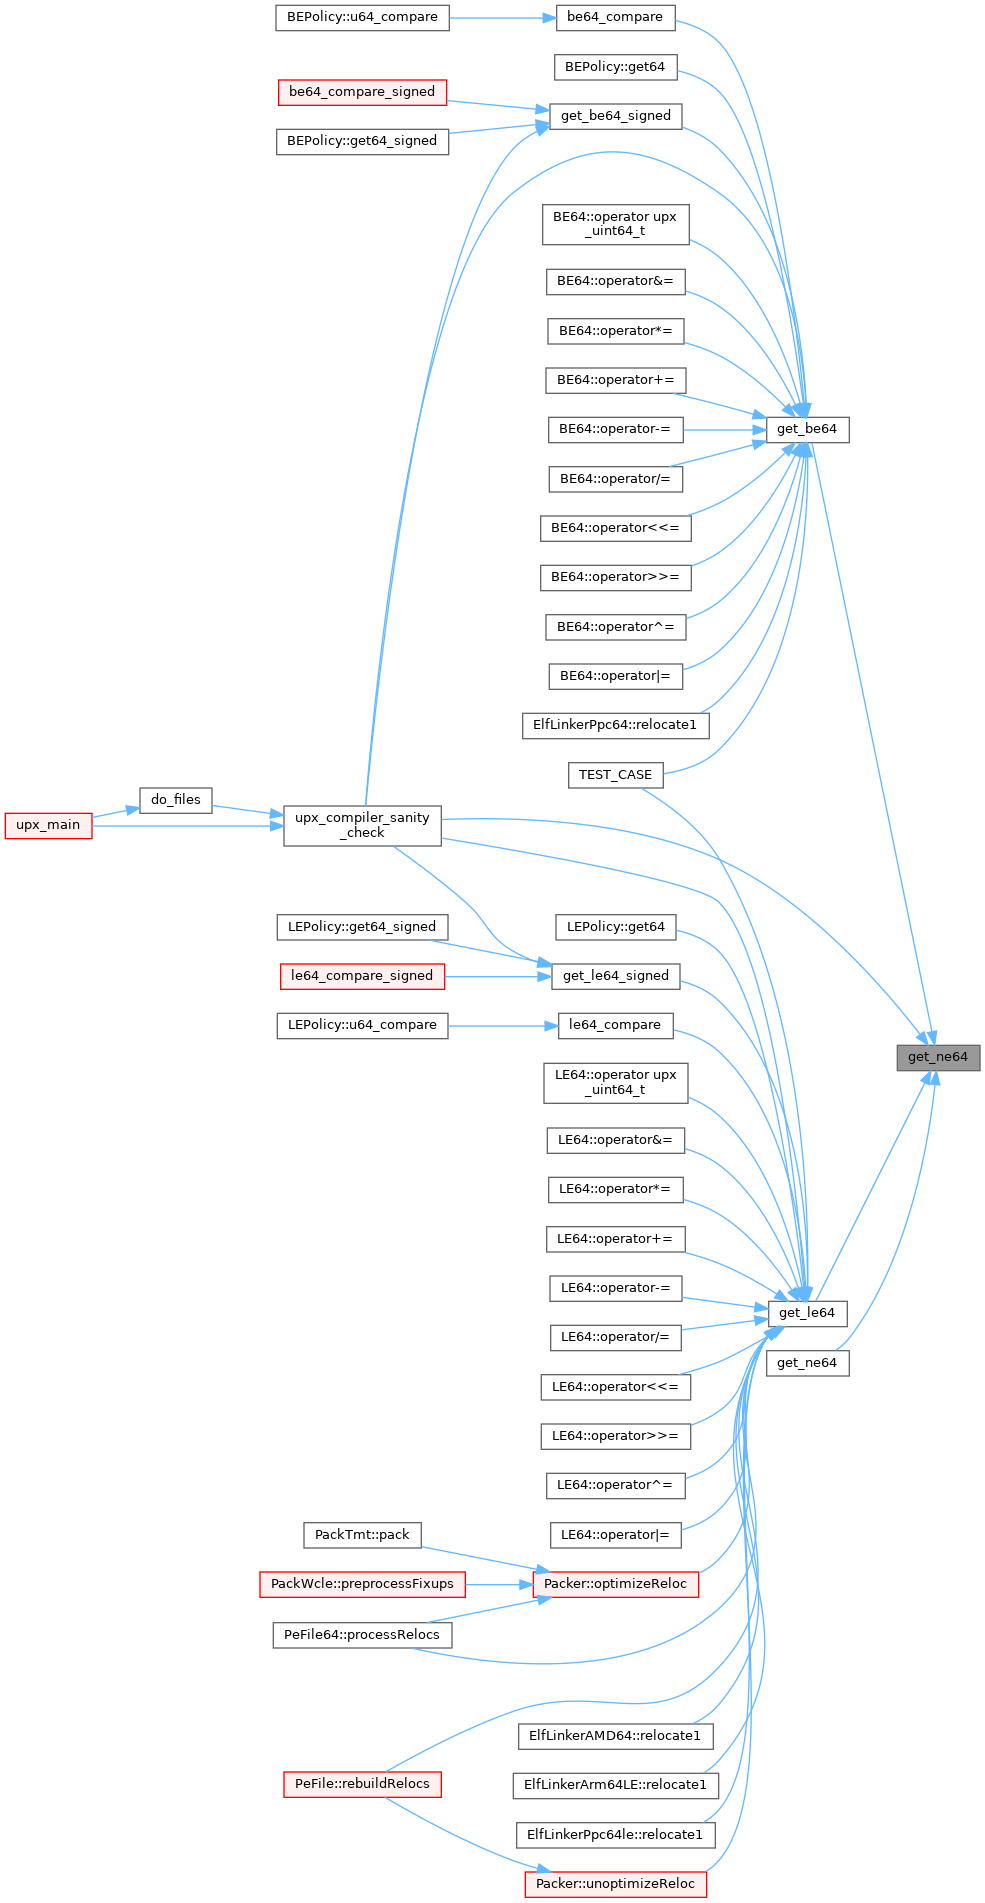 BEPolicy::u64_compare
be64_compare
BEPolicy::get64
be64_compare_signed
get_be64_signed
BEPolicy::get64_signed
BE64::operator upx
_uint64_t
BE64::operator&=
BE64::operator*=
BE64::operator+=
BE64::operator-=
get_be64
BE64::operator/=
BE64::operator<<=
BE64::operator>>=
BE64::operator^=
BE64::operator|=
ElfLinkerPpc64::relocate1
TEST_CASE
do_files
upx_main
upx_compiler_sanity
_check
LEPolicy::get64_signed
LEPolicy::get64
le64_compare_signed
get_le64_signed
LEPolicy::u64_compare
le64_compare
get_ne64
LE64::operator upx
_uint64_t
LE64::operator&=
LE64::operator*=
LE64::operator+=
LE64::operator-=
get_le64
LE64::operator/=
get_ne64
LE64::operator<<=
LE64::operator>>=
LE64::operator^=
LE64::operator|=
PackTmt::pack
PackWcle::preprocessFixups
Packer::optimizeReloc
PeFile64::processRelocs
ElfLinkerAMD64::relocate1
PeFile::rebuildRelocs
ElfLinkerArm64LE::relocate1
ElfLinkerPpc64le::relocate1
Packer::unoptimizeReloc